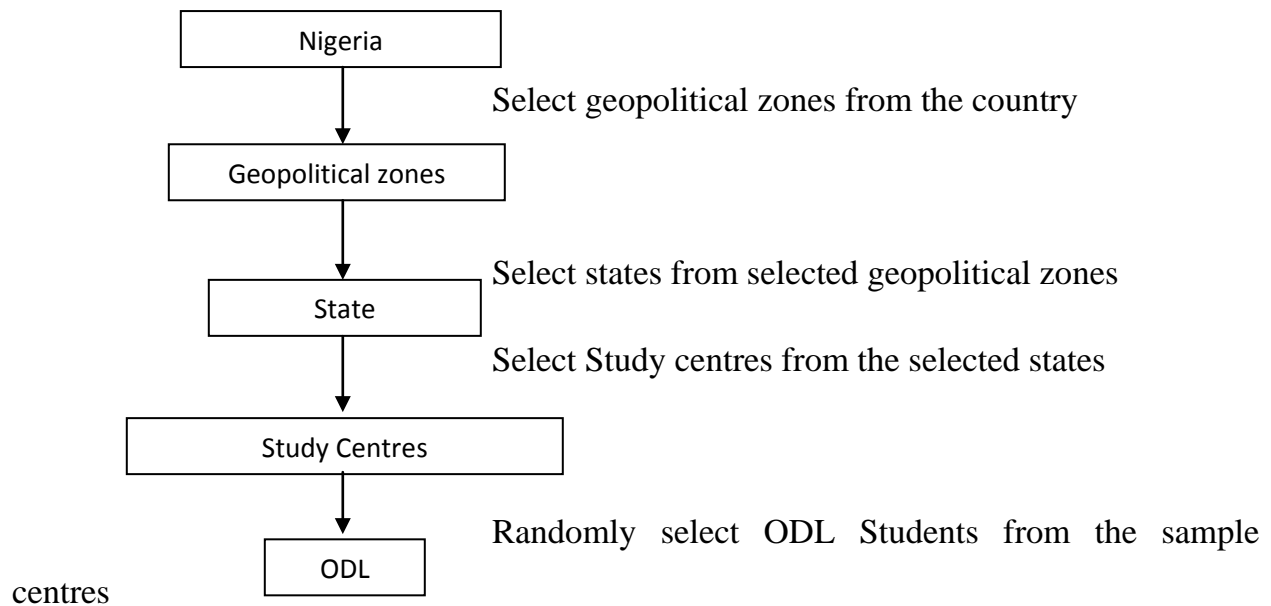 Nigeria
Select geopolitical zones from the country
Geopolitical zones
Select states from selected geopolitical zones
State
Select Study centres from the selected states
Study Centres
Randomly select ODL Students from the sample
ODL
centres